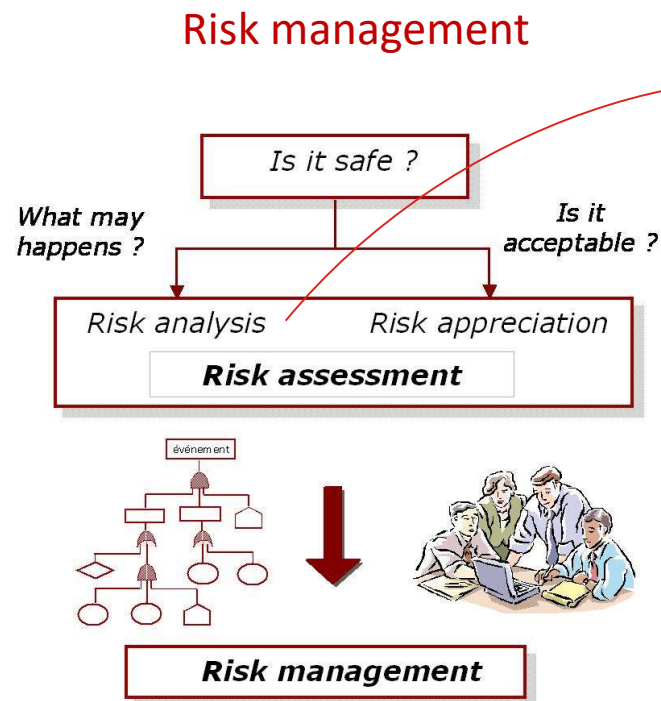 Risk management
Is it safe ?
What may
happens ?
Is it
acceptable ?
Risk analysis
Risk appreciation
Risk assessment
événement
Risk management